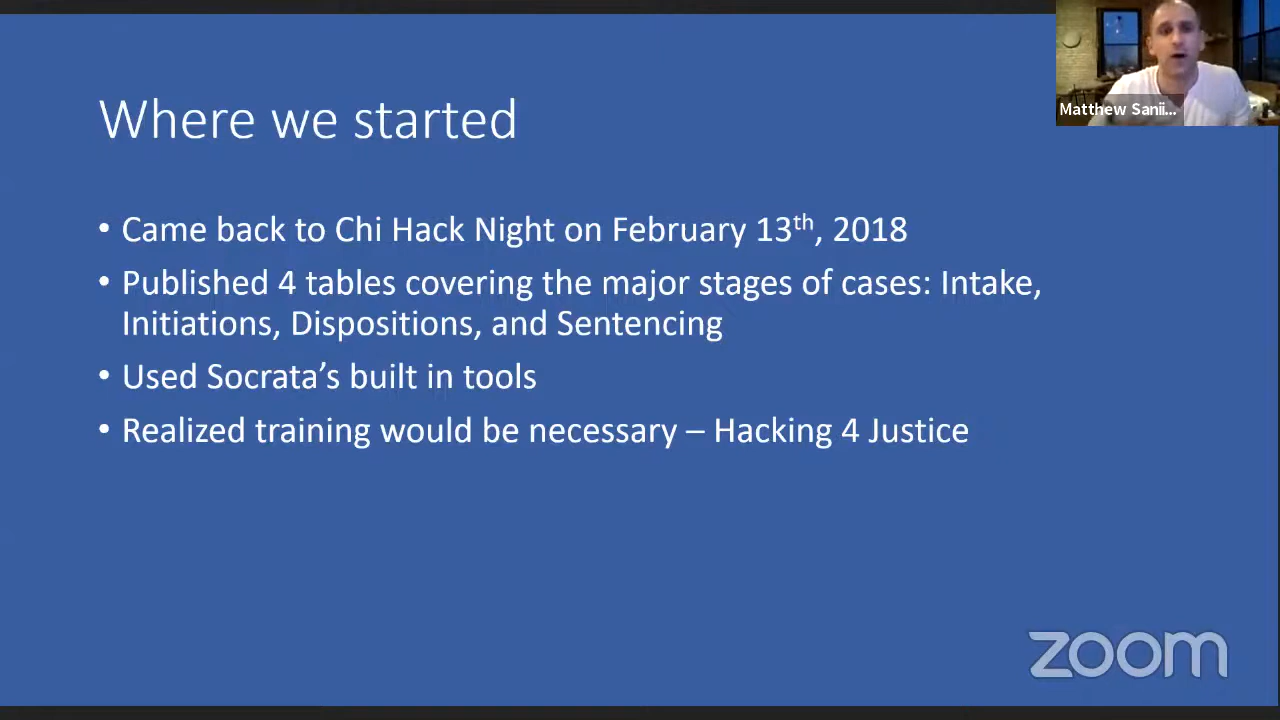 Matthew Sanii...
Where we started
• Came back to Chi Hack Night on February 13th, 2018
• Published 4 tables covering the major stages of cases: Intake,
Initiations, Dispositions, and Sentencing
• Used Socrata’s built in tools
• Realized training would be necessary – Hacking 4 Justice
zoom